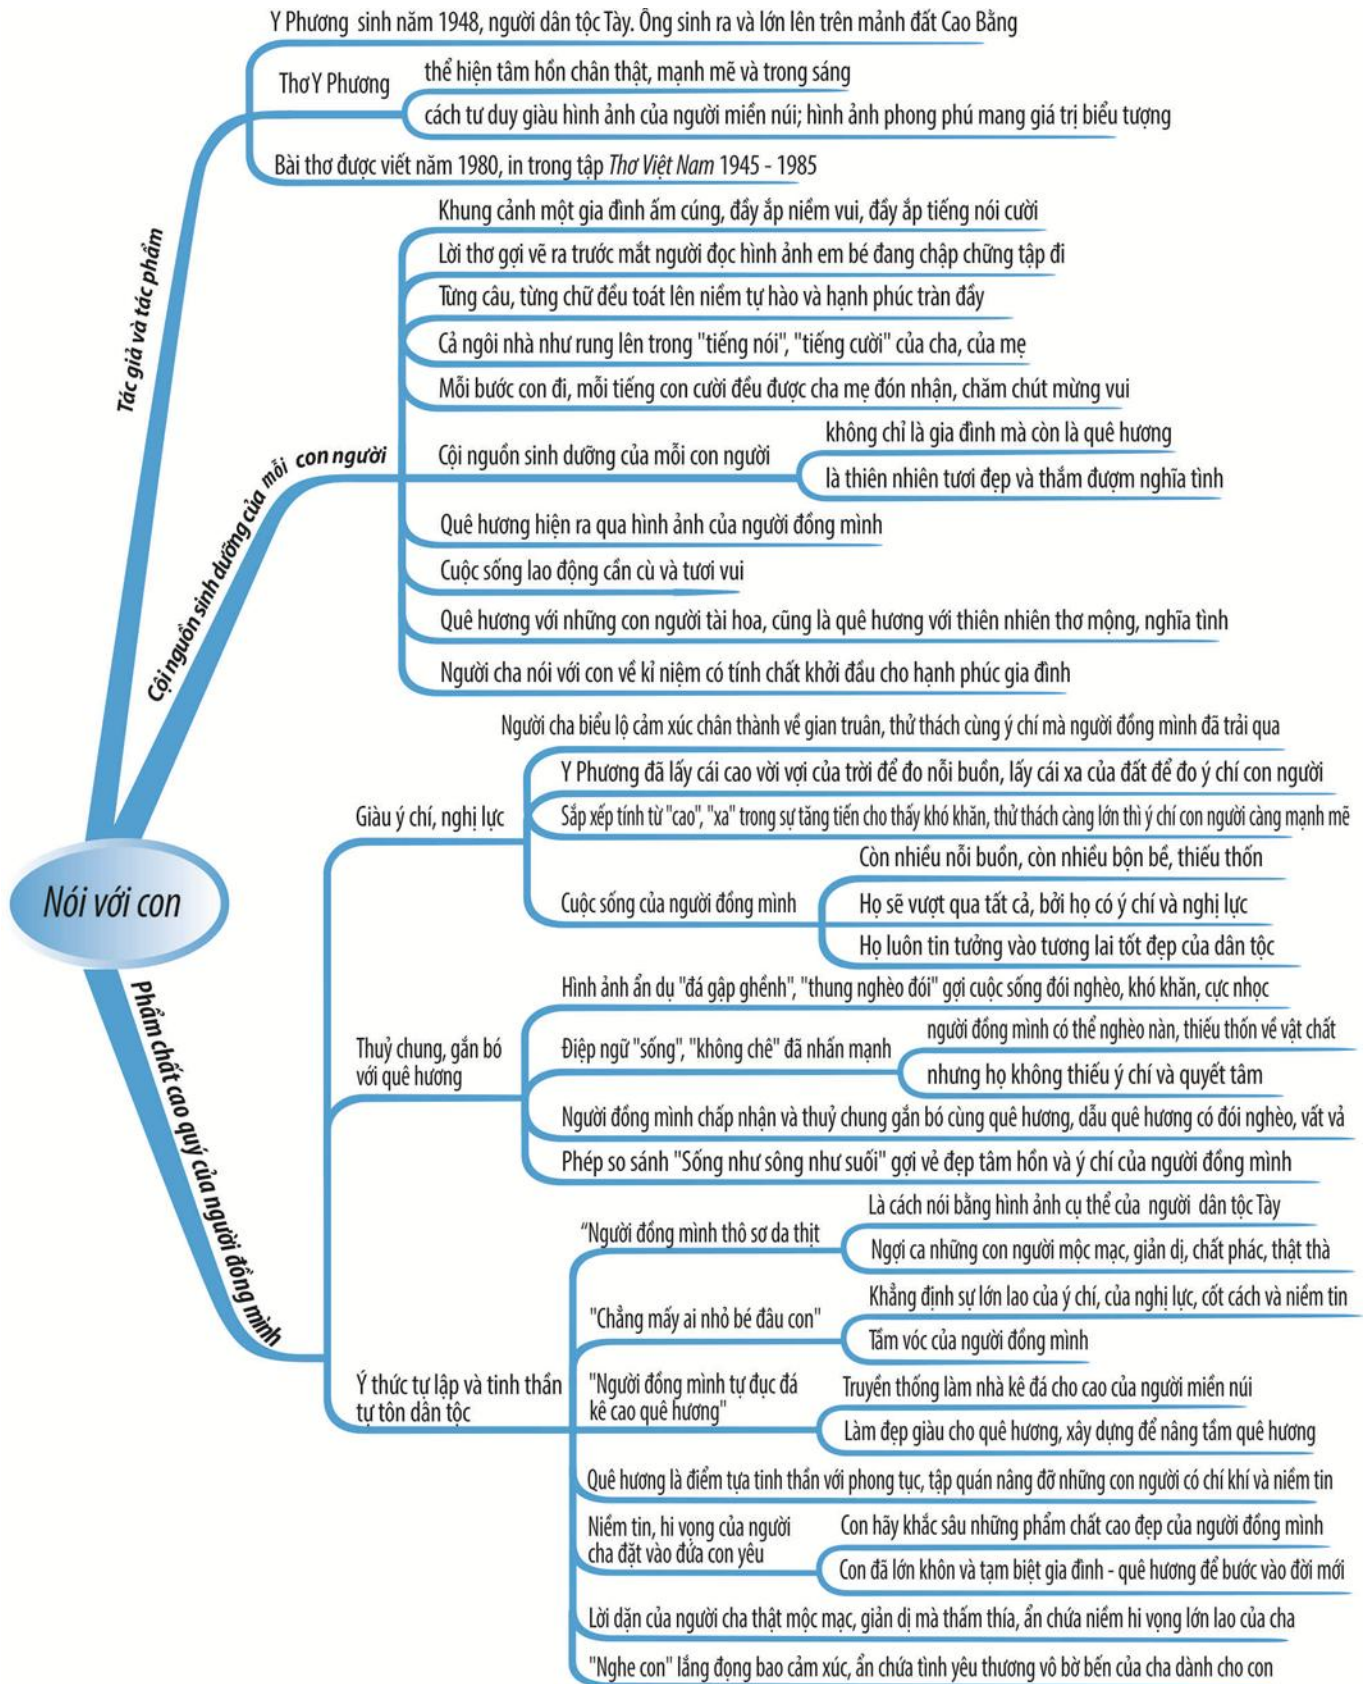 Y Phương sinh năm 1948, người dân tộc Tày. Ông sinh ra và lớn lên trên mảnh đất Cao Bằng
Thơ Y Phương
thể hiện tâm hồn chân thật, mạnh mẽ và trong sáng
cách tư duy giàu hình ảnh của người miền núi; hình ảnh phong phú mang giá trị biểu tượng
Bài thơ được viết năm 1980, in trong tập Thơ Việt Nam 1945 - 1985
Tác giả và tác phẩm
Khung cảnh một gia đình ấm cúng, đầy ắp niềm vui, đầy ắp tiếng nói cười
Lời thơ gợi vẽ ra trước mắt người đọc hình ảnh em bé đang chập chững tập đi
Từng câu, từng chữ đều toát lên niềm tự hào và hạnh phúc tràn đầy
Cả ngôi nhà như rung lên trong "tiếng nói", "tiếng cười" của cha, của mẹ
Mỗi bước con đi, mỗi tiếng con cười đều được cha mẹ đón nhận, chăm chút mừng vui
Cội nguồn sinh dưỡng của mỗi con người
Cội nguồn sinh dưỡng của mỗi con người
không chỉ là gia đình mà còn là quê hương
là thiên nhiên tươi đẹp và thắm đượm nghĩa tình
Quê hương hiện ra qua hình ảnh của người đồng mình
Cuộc sống lao động cần cù và tươi vui
Quê hương với những con người tài hoa, cũng là quê hương với thiên nhiên thơ mộng, nghĩa tình
Người cha nói với con về kỉ niệm có tính chất khởi đầu cho hạnh phúc gia đình
Nói với con
Phẩm chất cao quý của người đồng mình
Giàu ý chí, nghị lực
Người cha biểu lộ cảm xúc chân thành về gian truân, thử thách cùng ý chí mà người đồng mình đã trải qua
Y Phương đã lấy cái cao vời vợi của trời để đo nỗi buồn, lấy cái xa của đất để đo ý chí con người
Sắp xếp tính từ "cao", "xa" trong sự tăng tiến cho thấy khó khăn, thử thách càng lớn thì ý chí con người càng mạnh mẽ
Cuộc sống của người đồng mình
Còn nhiều nỗi buồn, còn nhiều bộn bề, thiếu thốn
Họ sẽ vượt qua tất cả, bởi họ có ý chí và nghị lực
Họ luôn tin tưởng vào tương lai tốt đẹp của dân tộc
Thuỷ chung, gắn bó
với quê hương
Hình ảnh ẩn dụ "đá gập ghềnh", "thung nghèo đói" gợi cuộc sống đói nghèo, khó khăn, cực nhọc
Điệp ngữ "sống", "không chê" đã nhấn mạnh
người đồng mình có thể nghèo nàn, thiếu thốn về vật chất
nhưng họ không thiếu ý chí và quyết tâm
Người đồng mình chấp nhận và thuỷ chung gắn bó cùng quê hương, dẫu quê hương có đói nghèo, vất vả
Phép so sánh "Sống như sông như suối" gợi vẻ đẹp tâm hồn và ý chí của người đồng mình
Ý thức tự lập và tinh thần
tự tôn dân tộc
"Người đồng mình thô sơ da thịt
Là cách nói bằng hình ảnh cụ thể của người dân tộc Tày
Ngợi ca những con người mộc mạc, giản dị, chất phác, thật thà
"Chẳng mấy ai nhỏ bé đâu con"
Khẳng định sự lớn lao của ý chí, của nghị lực, cốt cách và niềm tin
Tầm vóc của người đồng mình
"Người đồng mình tự đục đá
kê cao quê hương"
Truyền thống làm nhà kê đá cho cao của người miền núi
Làm đẹp giàu cho quê hương, xây dựng để nâng tầm quê hương
Quê hương là điểm tựa tinh thần với phong tục, tập quán nâng đỡ những con người có chí khí và niềm tin
Niềm tin, hi vọng của người
cha đặt vào đứa con yêu
Con hãy khắc sâu những phẩm chất cao đẹp của người đồng mình
Con đã lớn khôn và tạm biệt gia đình - quê hương để bước vào đời mới
Lời dặn của người cha thật mộc mạc, giản dị mà thấm thía, ẩn chứa niềm hi vọng lớn lao của cha
"Nghe con" lắng đọng bao cảm xúc, ẩn chứa tình yêu thương vô bờ bến của cha dành cho con